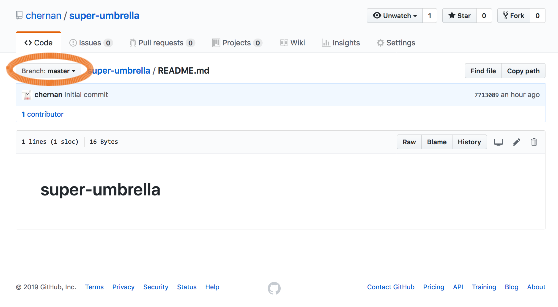 chernan / super-umbrella
Unwatch 1 Star 0 Fork 0
Code Issues 0 Pull requests 0 Projects 0 Wiki Insights Settings
Branch: master super-umbrella / README.md Find file Copy path
chernan Initial commit 7713089 an hour ago
1 contributor
1 lines (1 sloc) 16 Bytes Raw Blame History
super-umbrella
© 2019 GitHub, Inc. Terms Privacy Security Status Help Contact GitHub Pricing API Training Blog About